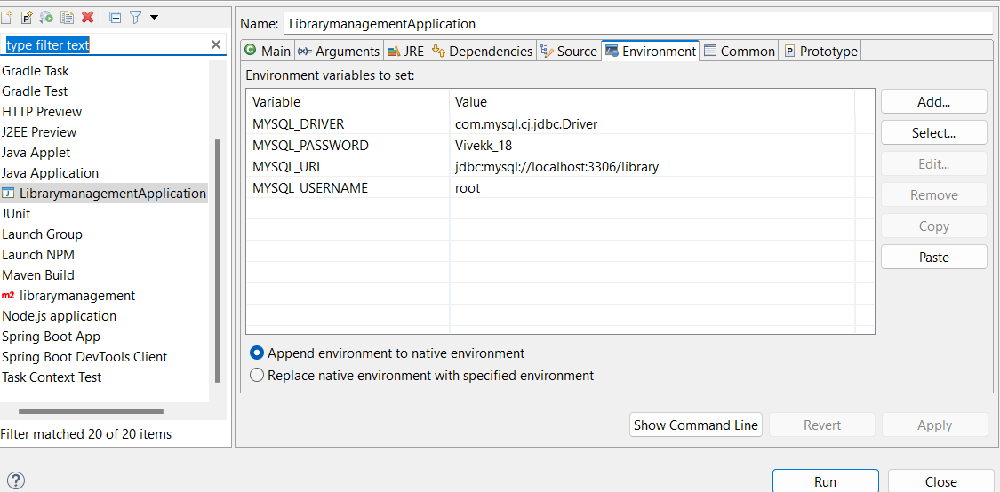 Name: LibrarymanagementApplication
type filter text
Main (x)= Arguments JRE Dependencies Source Environment Common P Prototype
Environment variables to set:
Gradle Task
Gradle Test
HTTP Preview
J2EE Preview
Java Applet
Java Application
J LibrarymanagementApplication
JUnit
Launch Group
Launch NPM
Maven Build
m2 librarymanagement
Node.js application
Spring Boot App
Spring Boot DevTools Client
Task Context Test
Filter matched 20 of 20 items
Variable Value
MYSQL_DRIVER com.mysql.cj.jdbc.Driver
MYSQL_PASSWORD Vivekk_18
MYSQL_URL jdbc:mysql://localhost:3306/library
MYSQL_USERNAME root
Add...
Select...
Edit...
Remove
Copy
Paste
Append environment to native environment
Replace native environment with specified environment
Show Command Line Revert Apply
? Run Close